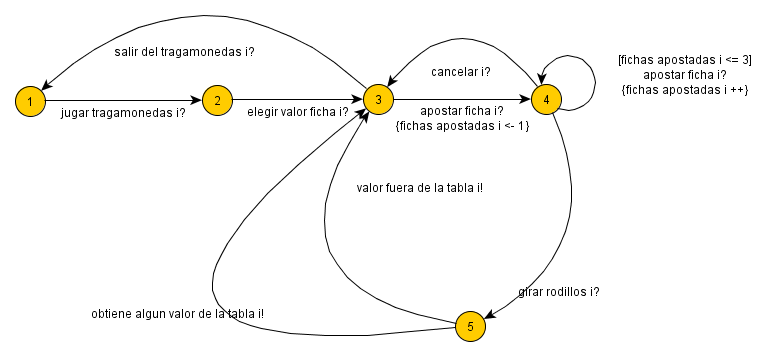 salir del tragamonedas i?
cancelar i?
[fichas apostadas i <= 3]
apostar ficha i?
{fichas apostadas i ++}
1
2
3
4
jugar tragamonedas i?
elegir valor ficha i?
apostar ficha i?
{fichas apostadas i <- 1}
valor fuera de la tabla i!
girar rodillos i?
obtiene algun valor de la tabla i!
5